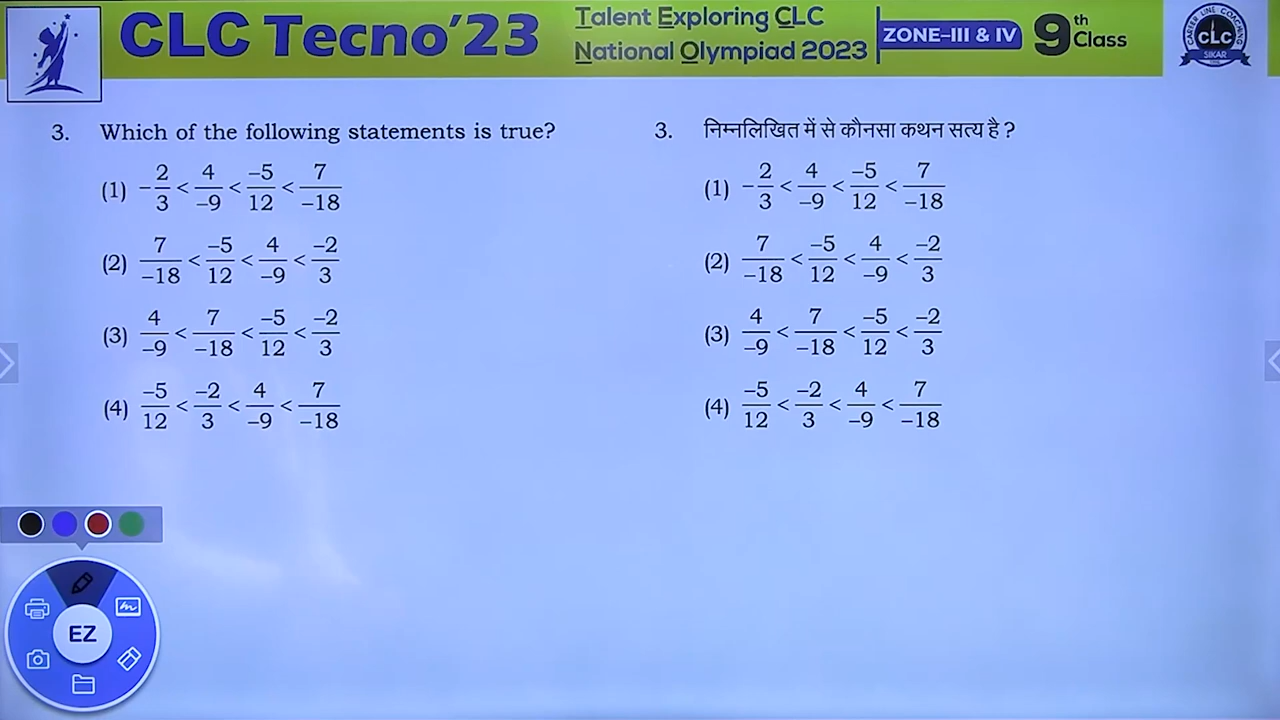 CLC Tecno'23
Talent Exploring CLC
National Olympiad 2023
ZONE–III & IV
9th Class
CAREER LINE COACHING
CLC
SIKAR
3. Which of the following statements is true?
(1) –2/3 < 4/–9 < –5/12 < 7/–18
(2) 7/–18 < –5/12 < 4/–9 < –2/3
(3) 4/–9 < 7/–18 < –5/12 < –2/3
(4) –5/12 < –2/3 < 4/–9 < 7/–18
3. निम्नलिखित में से कौनसा कथन सत्य है ?
(1) –2/3 < 4/–9 < –5/12 < 7/–18
(2) 7/–18 < –5/12 < 4/–9 < –2/3
(3) 4/–9 < 7/–18 < –5/12 < –2/3
(4) –5/12 < –2/3 < 4/–9 < 7/–18
EZ